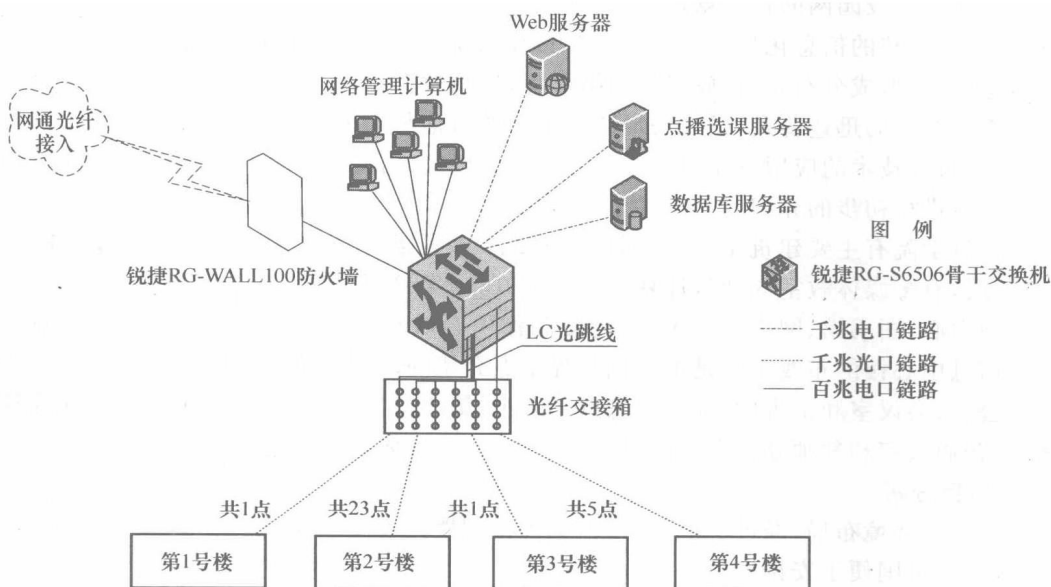 Web服务器
网络管理计算机
网通光纤
接入
点播选课服务器
数据库服务器
图 例
锐捷RG-WALL100防火墙
锐捷RG-S6506骨干交换机
LC光跳线
千兆电口链路
千兆光口链路
百兆电口链路
光纤交接箱
共1点
共23点
共1点
共5点
第1号楼
第2号楼
第3号楼
第4号楼